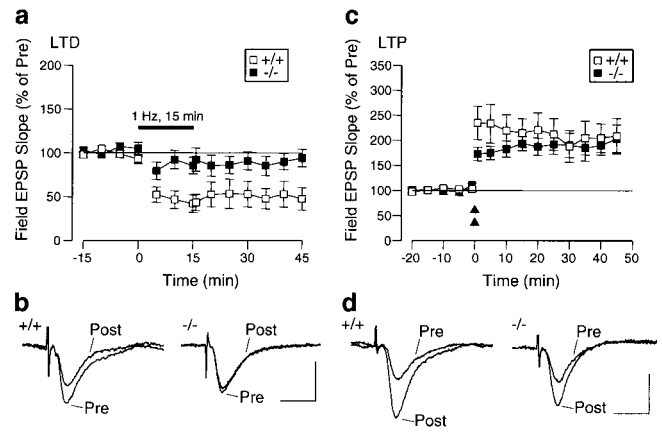 a
LTD
+/+
-/-
1 Hz, 15 min
Field EPSP Slope (% of Pre)
200
150
100
50
0
-15
0
15
30
45
Time (min)
c
LTP
+/+
-/-
Field EPSP Slope (% of Pre)
350
300
250
200
150
100
50
0
-20
-10
0
10
20
30
40
50
Time (min)
b
+/+
Post
Pre
-/-
Post
Pre
d
+/+
Pre
Post
-/-
Pre
Post